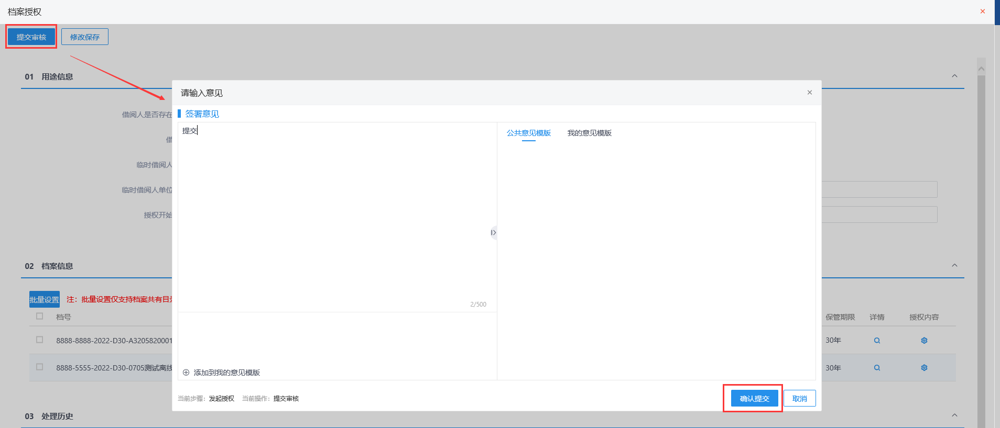 档案授权
提交审核 修改保存
01 用途信息
请输入意见
签署意见
借阅人是否存在
提交
公共意见模版 我的意见模版
借
临时借阅人
临时借阅人单位
授权开始
02 档案信息
批量设置 注：批量设置仅支持档案共有目录
2/500
档号 保管期限 详情 授权内容
8888-8888-2022-D30-A3205820001 30年
8888-5555-2022-D30-0705测试离线 30年
添加到我的意见模版
当前步骤：发起授权 当前操作：提交审核
确认提交 取消
03 处理历史